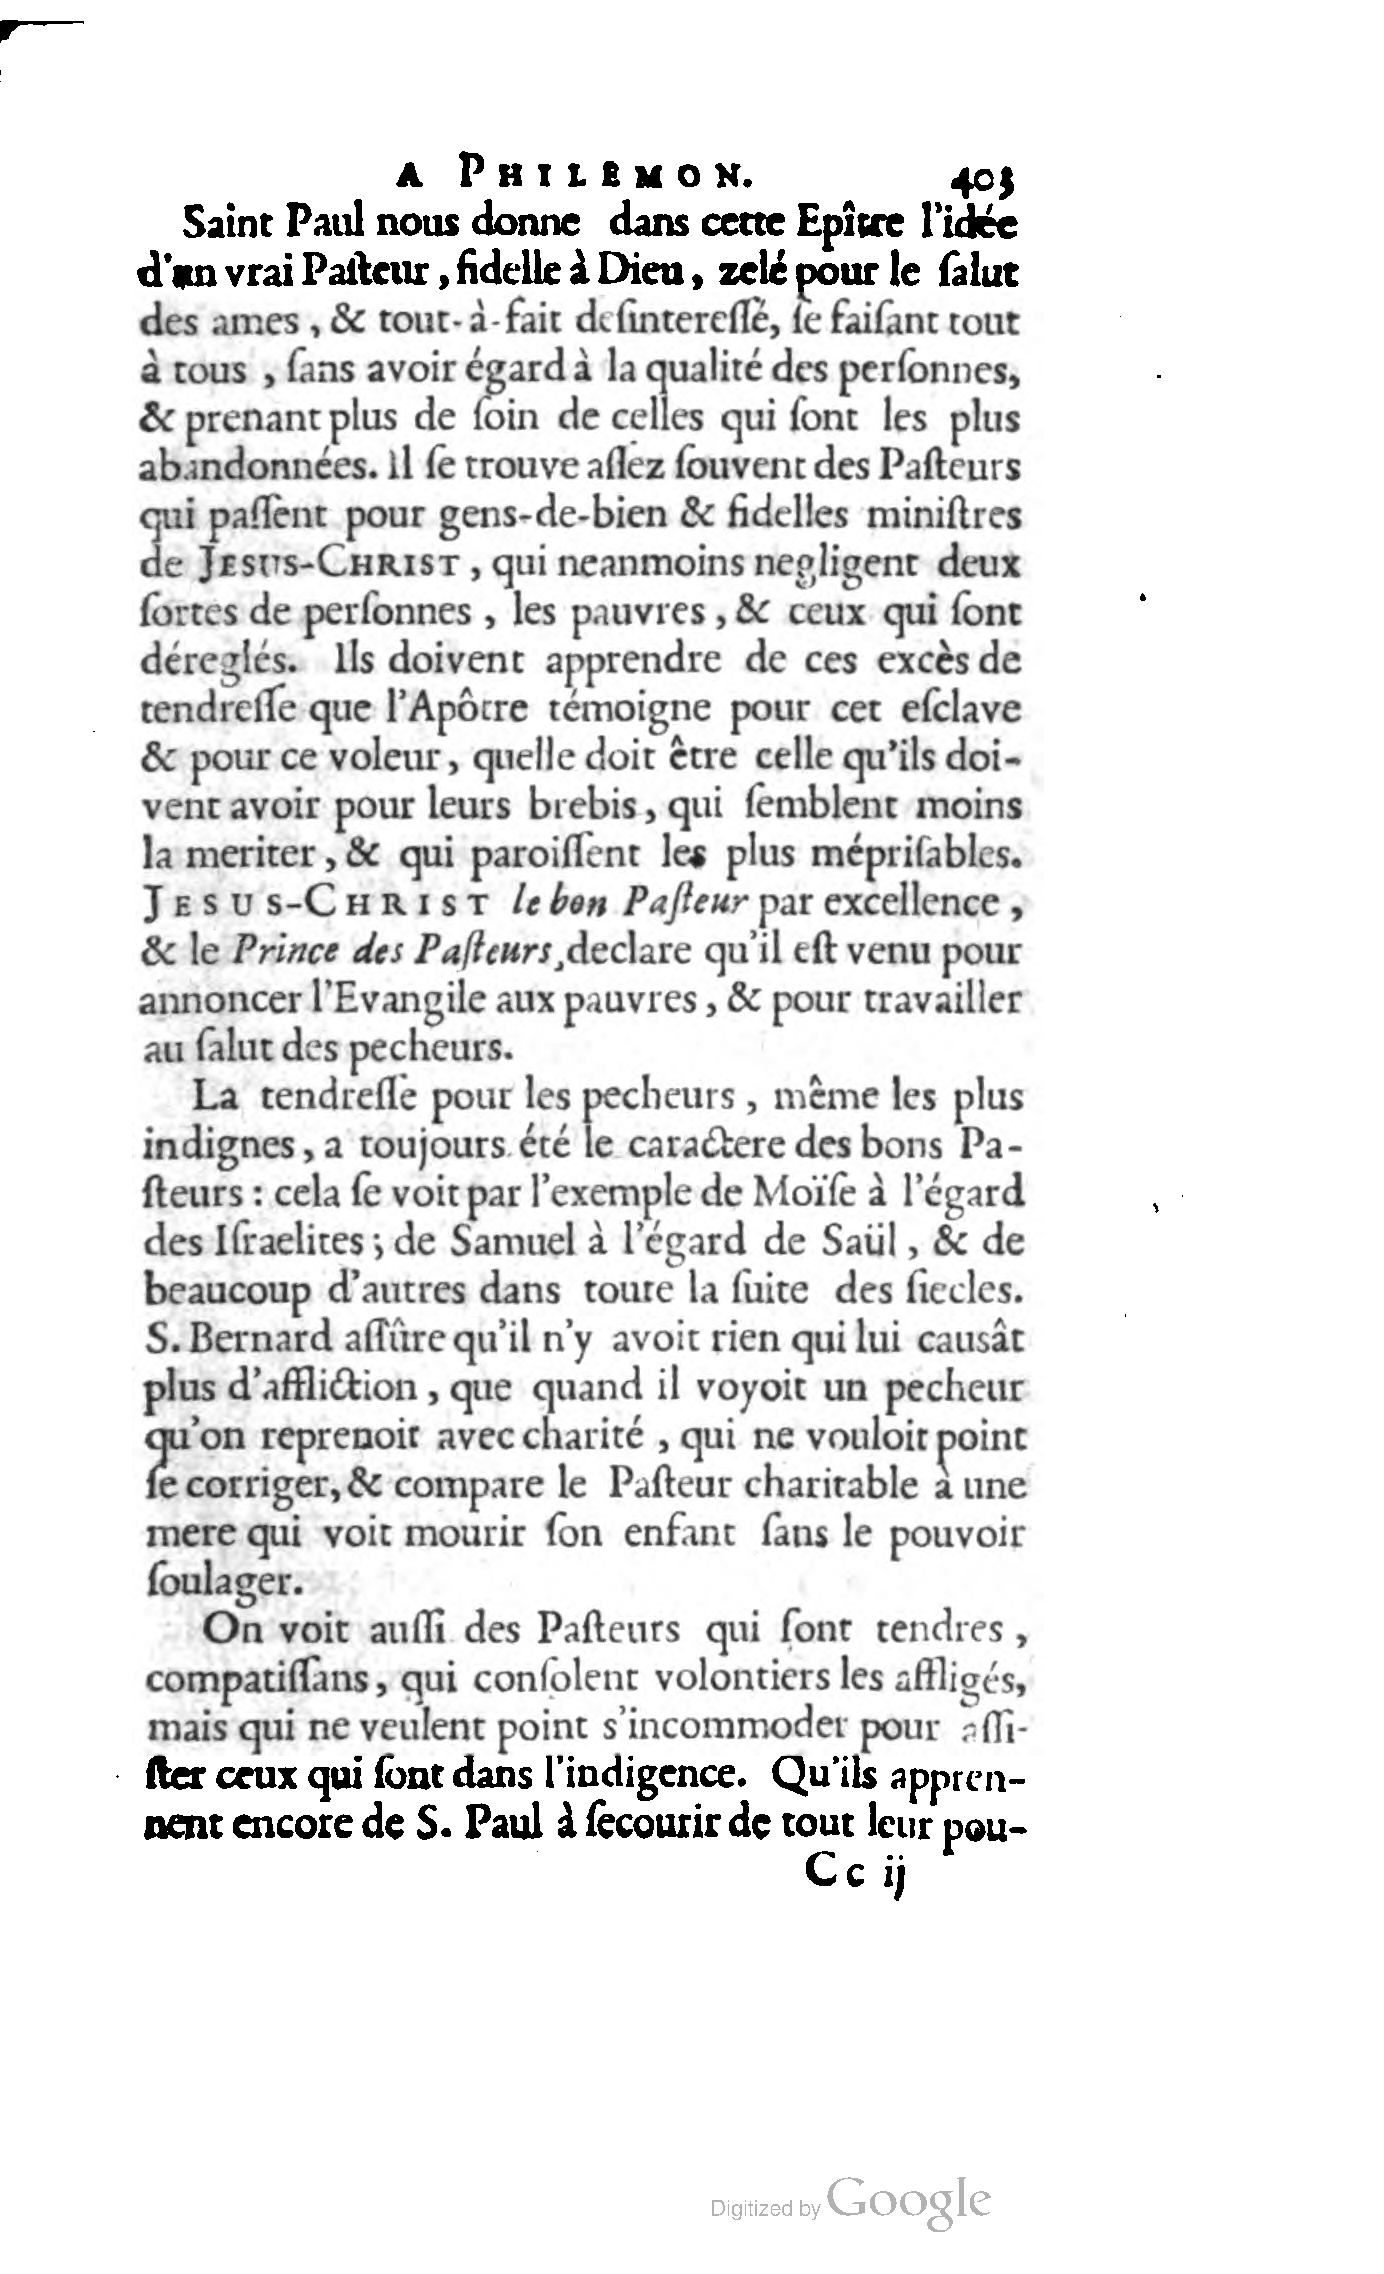 A PHILEMON. 403
Saint Paul nous donne dans cette Epître l'idée
d'un vrai Paſteur, fidelle à Dieu, zelé pour le ſalut
des ames, & tout-à-fait deſintereſſé, ſe faiſant tout
à tous, ſans avoir égard à la qualité des perſonnes,
& prenant plus de ſoin de celles qui ſont les plus
abandonnées. Il ſe trouve aſſez ſouvent des Paſteurs
qui paſſent pour gens-de-bien & fidelles miniſtres
de JESUS-CHRIST, qui neanmoins negligent deux
ſortes de perſonnes, les pauvres, & ceux qui ſont
déreglés. Ils doivent apprendre de ces excès de
tendreſſe que l'Apôtre témoigne pour cet eſclave
& pour ce voleur, quelle doit être celle qu'ils doi-
vent avoir pour leurs brebis, qui ſemblent moins
la meriter, & qui paroiſſent les plus mépriſables.
JESUS-CHRIST le bon Paſteur par excellence,
& le Prince des Paſteurs, declare qu'il eſt venu pour
annoncer l'Evangile aux pauvres, & pour travailler
au ſalut des pecheurs.
La tendreſſe pour les pecheurs, même les plus
indignes, a toujours été le caractere des bons Pa-
ſteurs : cela ſe voit par l'exemple de Moïſe à l'égard
des Iſraelites; de Samuel à l'égard de Saül, & de
beaucoup d'autres dans toute la ſuite des ſiecles.
S. Bernard aſſûre qu'il n'y avoit rien qui lui causât
plus d'affliction, que quand il voyoit un pecheur
qu'on reprenoit avec charité, qui ne vouloit point
ſe corriger, & compare le Paſteur charitable à une
mere qui voit mourir ſon enfant ſans le pouvoir
ſoulager.
On voit auſſi des Paſteurs qui ſont tendres,
compatiſſans, qui conſolent volontiers les affligés,
mais qui ne veulent point s'incommoder pour aſſi-
ſter ceux qui ſont dans l'indigence. Qu'ils appren-
nent encore de S. Paul à ſecourir de tout leur pou-
Cc ij
Digitized by Google